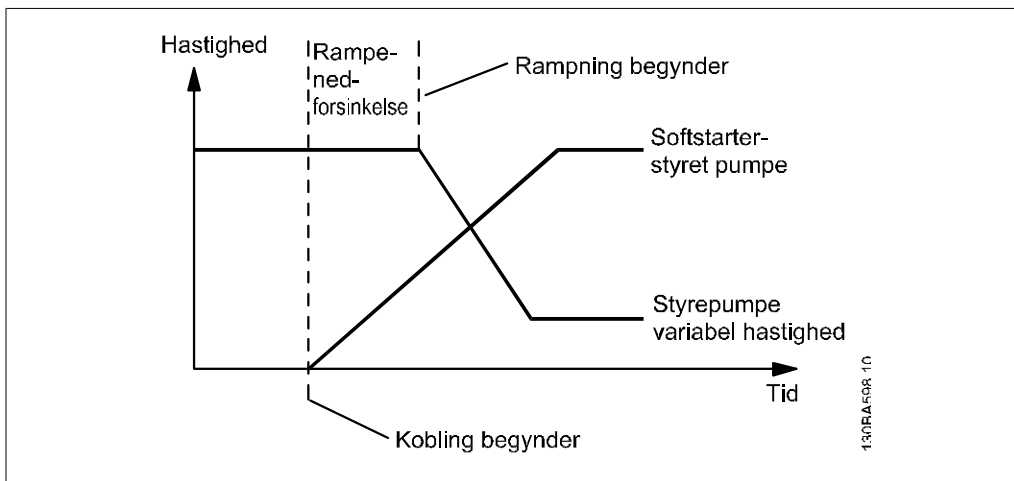 Hastighed
Rampe-
ned-
forsinkelse
Rampning begynder
Softstarter-
styret pumpe
Styrepumpe
variabel hastighed
Tid
Kobling begynder
130BA598.10